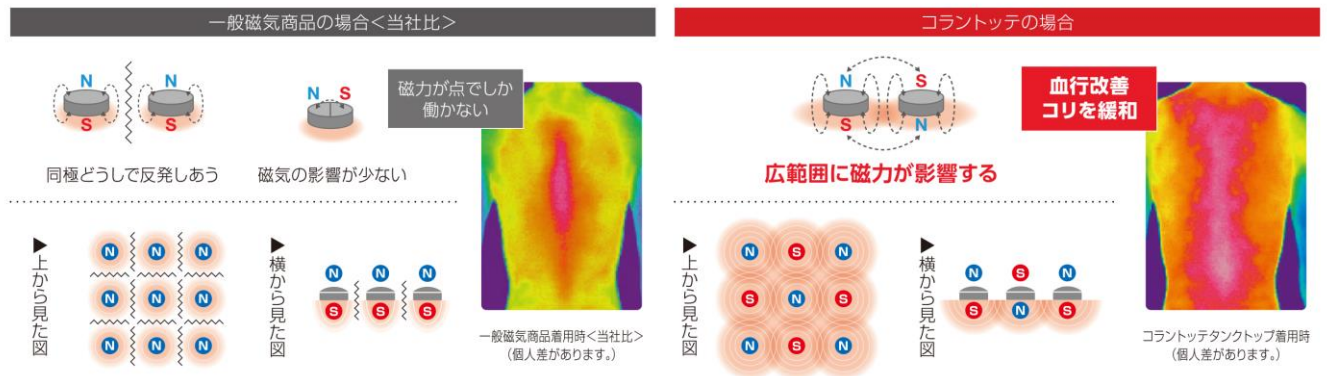 一般磁気商品の場合＜当社比＞
N N
S S
同極どうしで反発しあう
N S
磁気の影響が少ない
磁力が点でしか
働かない
▶上から見た図
N N N
N N N
N N N
▶横から見た図
N N N
S S S
一般磁気商品着用時＜当社比＞
（個人差があります。）
コラントッテの場合
N S
S N
広範囲に磁力が影響する
血行改善
コリを緩和
▶上から見た図
N S N
S N S
N S N
▶横から見た図
N S N
S N S
コラントッテタンクトップ着用時
（個人差があります。）